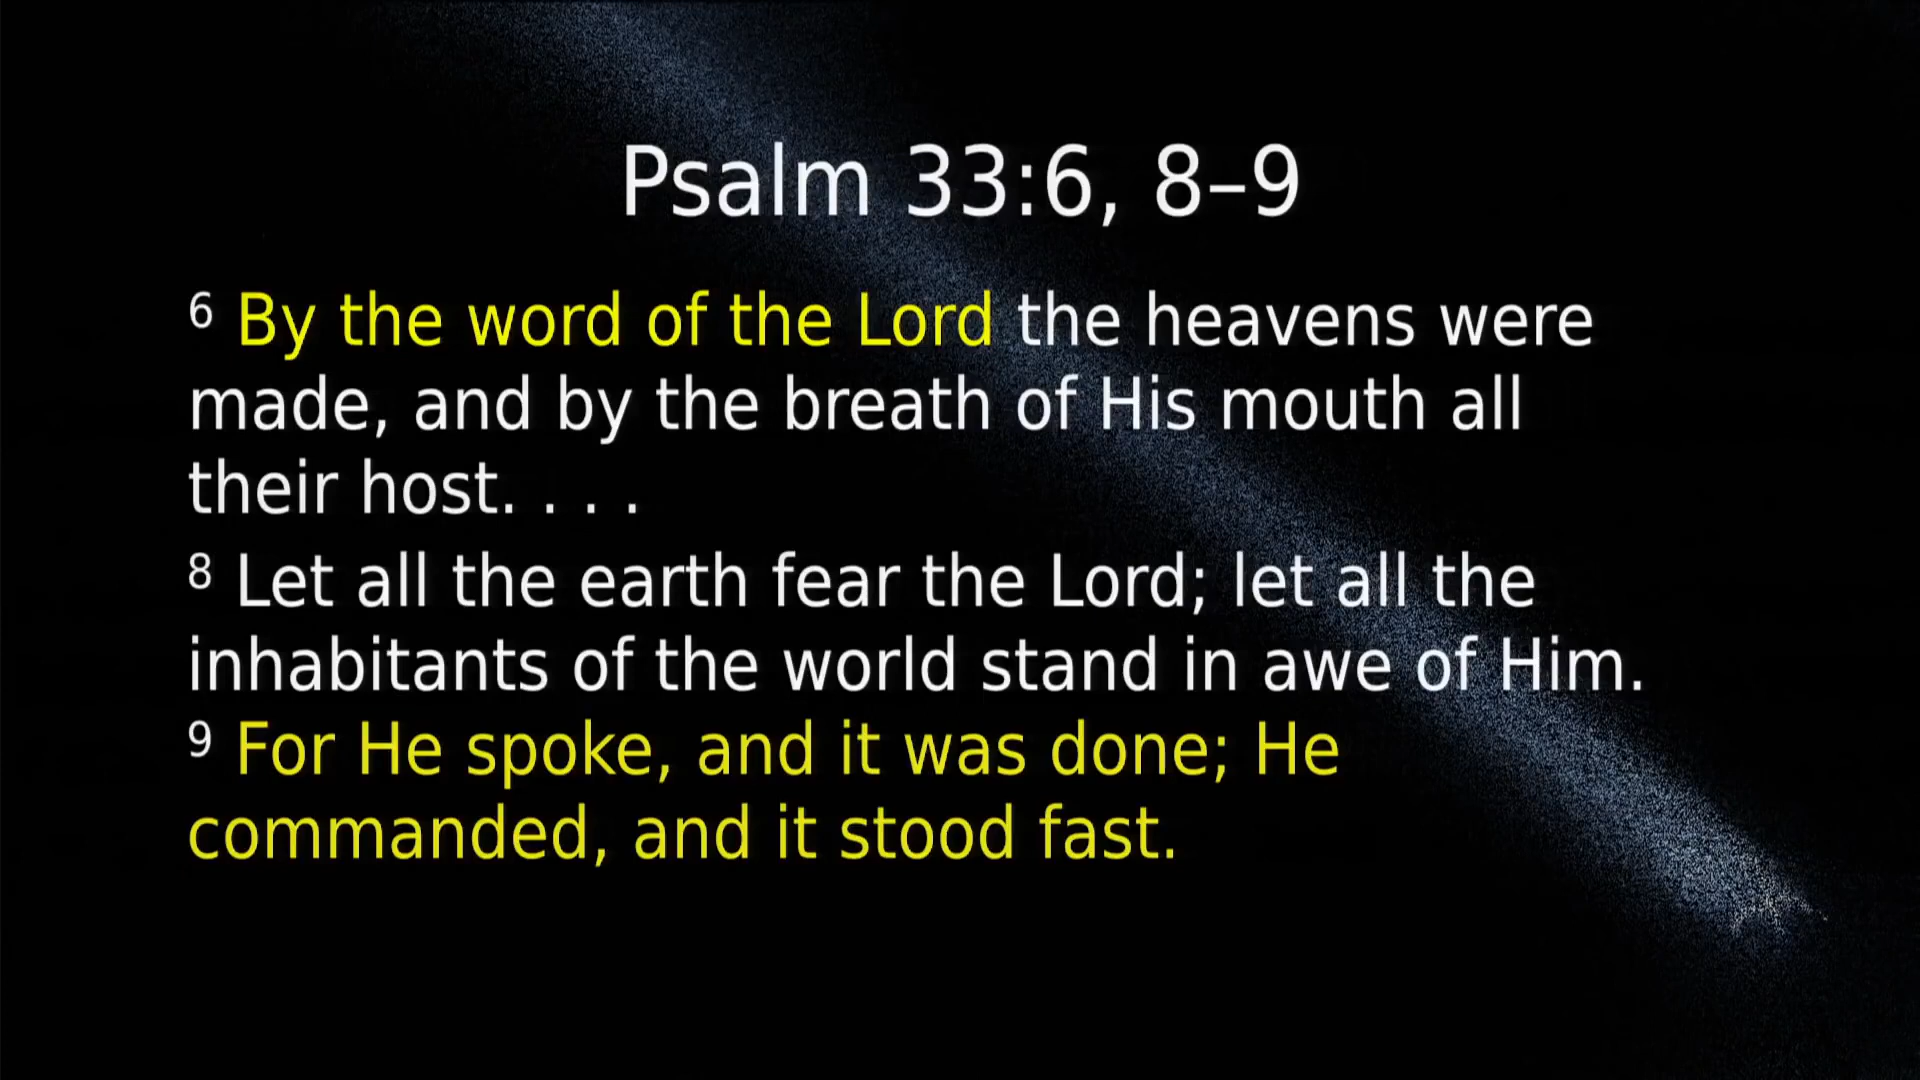 Psalm 33:6, 8–9
6 By the word of the Lord the heavens were
made, and by the breath of His mouth all
their host. . . .
8 Let all the earth fear the Lord; let all the
inhabitants of the world stand in awe of Him.
9 For He spoke, and it was done; He
commanded, and it stood fast.